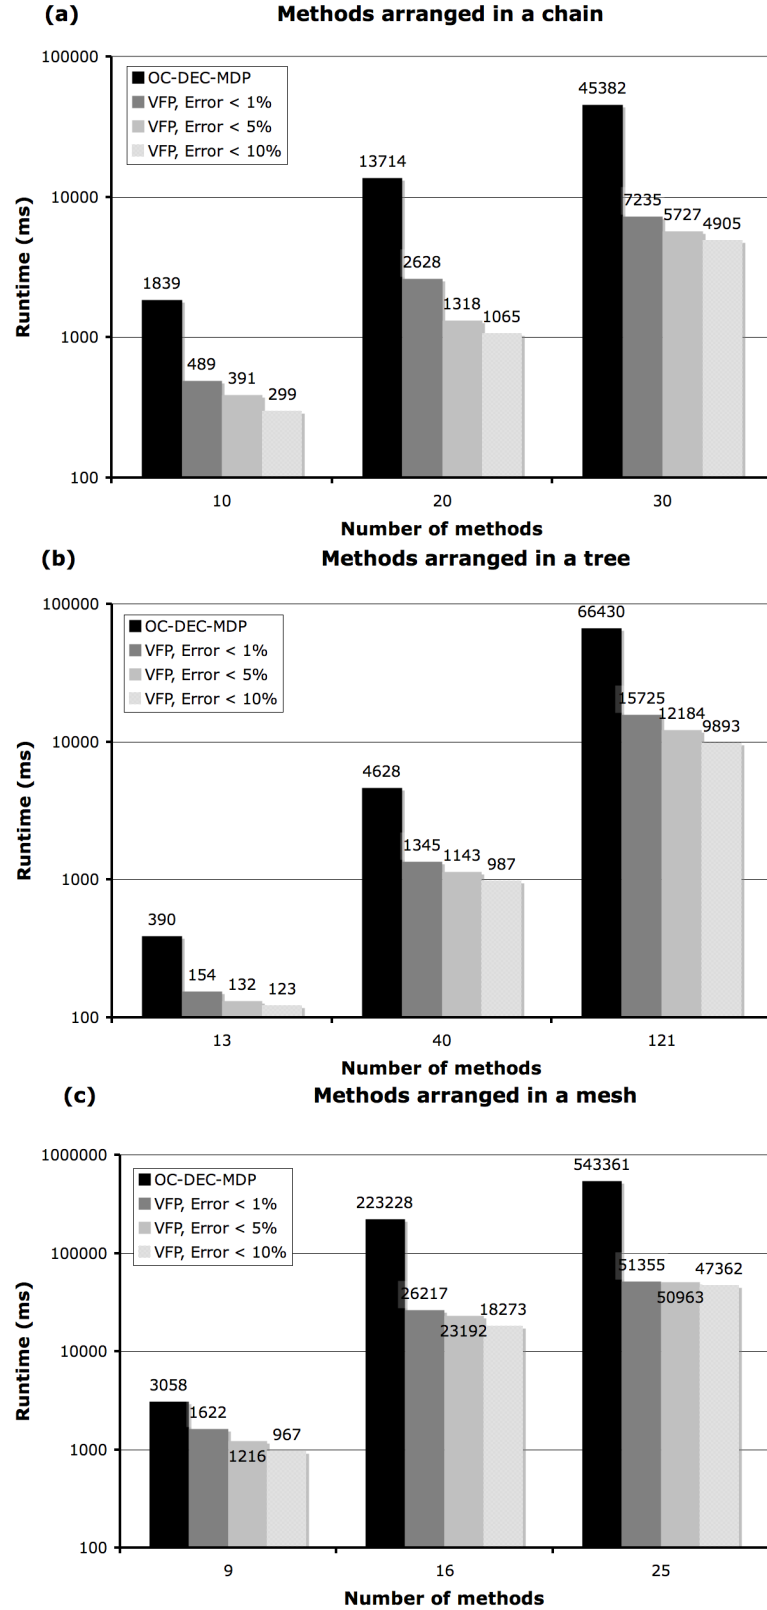 (a) Methods arranged in a chain
100000
10000
1000
100
Runtime (ms)
OC-DEC-MDP
VFP, Error < 1%
VFP, Error < 5%
VFP, Error < 10%
1839
489
391
299
13714
2628
1318
1065
45382
7235
5727
4905
10 20 30
Number of methods
(b) Methods arranged in a tree
100000
10000
1000
100
Runtime (ms)
OC-DEC-MDP
VFP, Error < 1%
VFP, Error < 5%
VFP, Error < 10%
390
154
132
123
4628
1345
1143
987
66430
15725
12184
9893
13 40 121
Number of methods
(c) Methods arranged in a mesh
1000000
100000
10000
1000
100
Runtime (ms)
OC-DEC-MDP
VFP, Error < 1%
VFP, Error < 5%
VFP, Error < 10%
3058
1622
1216
967
223228
26217
23192
18273
543361
51355
50963
47362
9 16 25
Number of methods